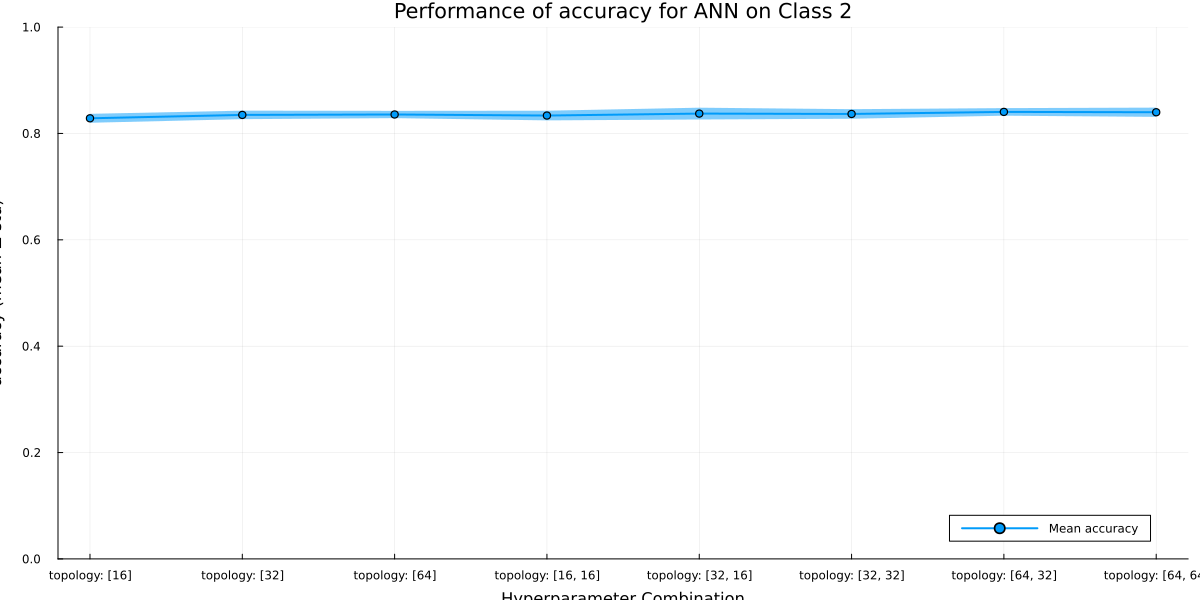 Performance of accuracy for ANN on Class 2
1.0
0.8
0.6
0.4
0.2
0.0
Mean accuracy
topology: [16] topology: [32] topology: [64] topology: [16, 16] topology: [32, 16] topology: [32, 32] topology: [64, 32] topology: [64, 64
Hyperparameter Combination